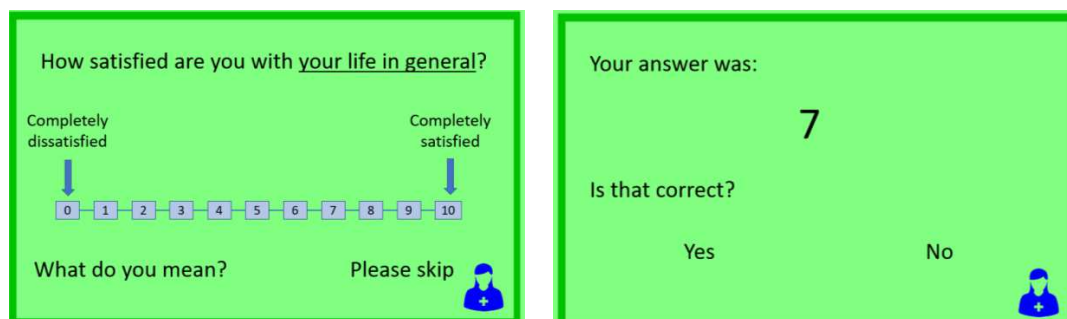 How satisfied are you with your life in general?
Completely
dissatisfied
Completely
satisfied
0 1 2 3 4 5 6 7 8 9 10
What do you mean? Please skip
Your answer was:
7
Is that correct?
Yes No